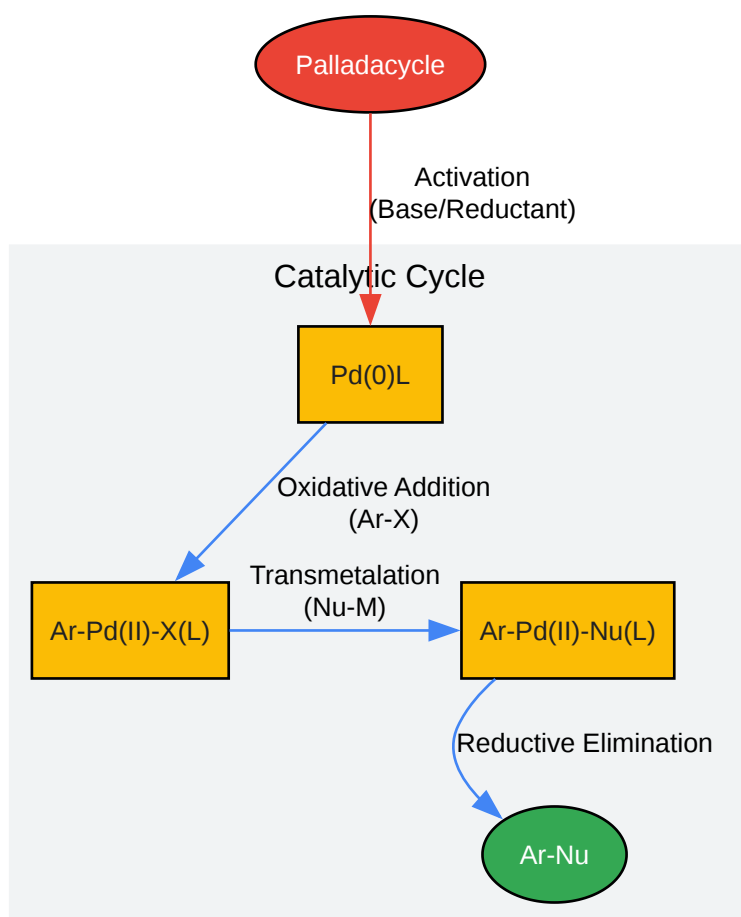 Palladacycle
Activation
(Base/Reductant)
Catalytic Cycle
Pd(0)L
Oxidative Addition
(Ar-X)
Transmetalation
(Nu-M)
Ar-Pd(II)-X(L)
Ar-Pd(II)-Nu(L)
Reductive Elimination
Ar-Nu